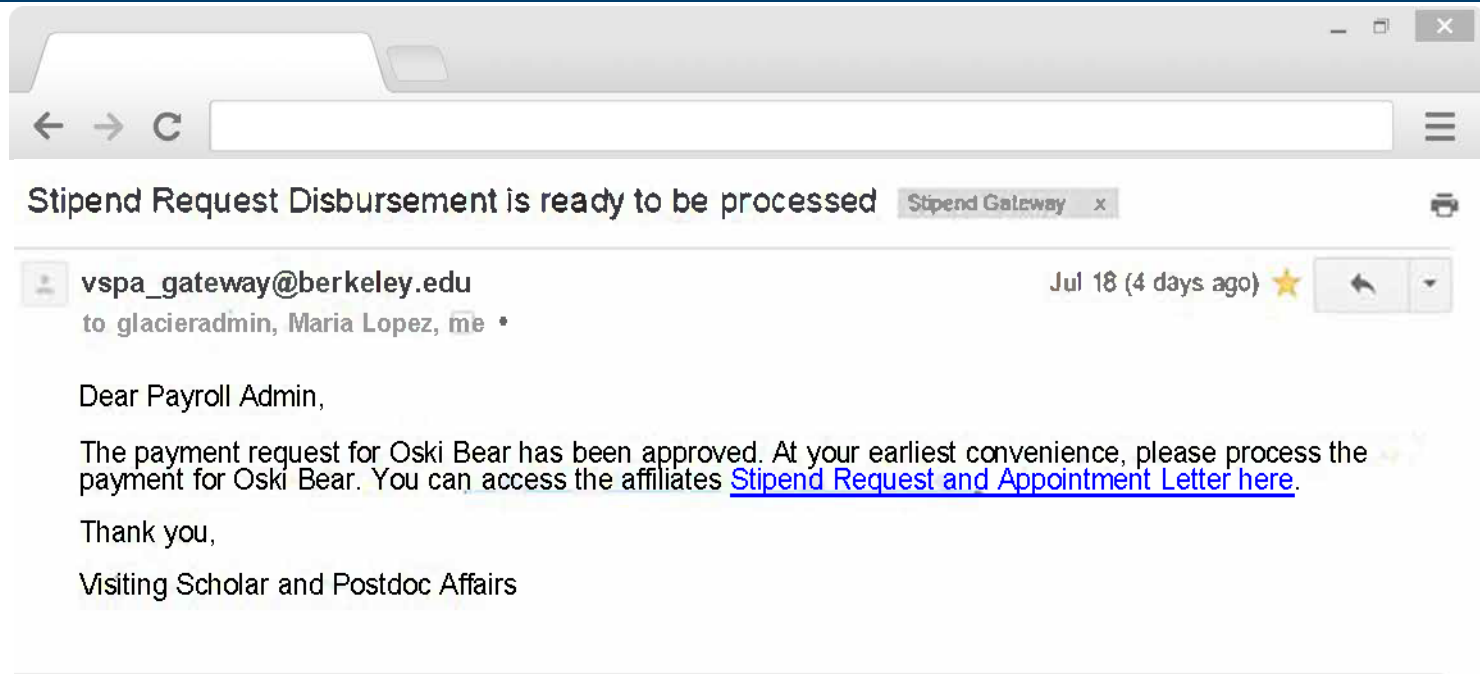 Stipend Request Disbursement is ready to be processed Stipend Gateway x
vspa_gateway@berkeley.edu Jul 18 (4 days ago)
to glacieradmin, Maria Lopez, me
Dear Payroll Admin,
The payment request for Oski Bear has been approved. At your earliest convenience, please process the
payment for Oski Bear. You can access the affiliates Stipend Request and Appointment Letter here.
Thank you,
Visiting Scholar and Postdoc Affairs